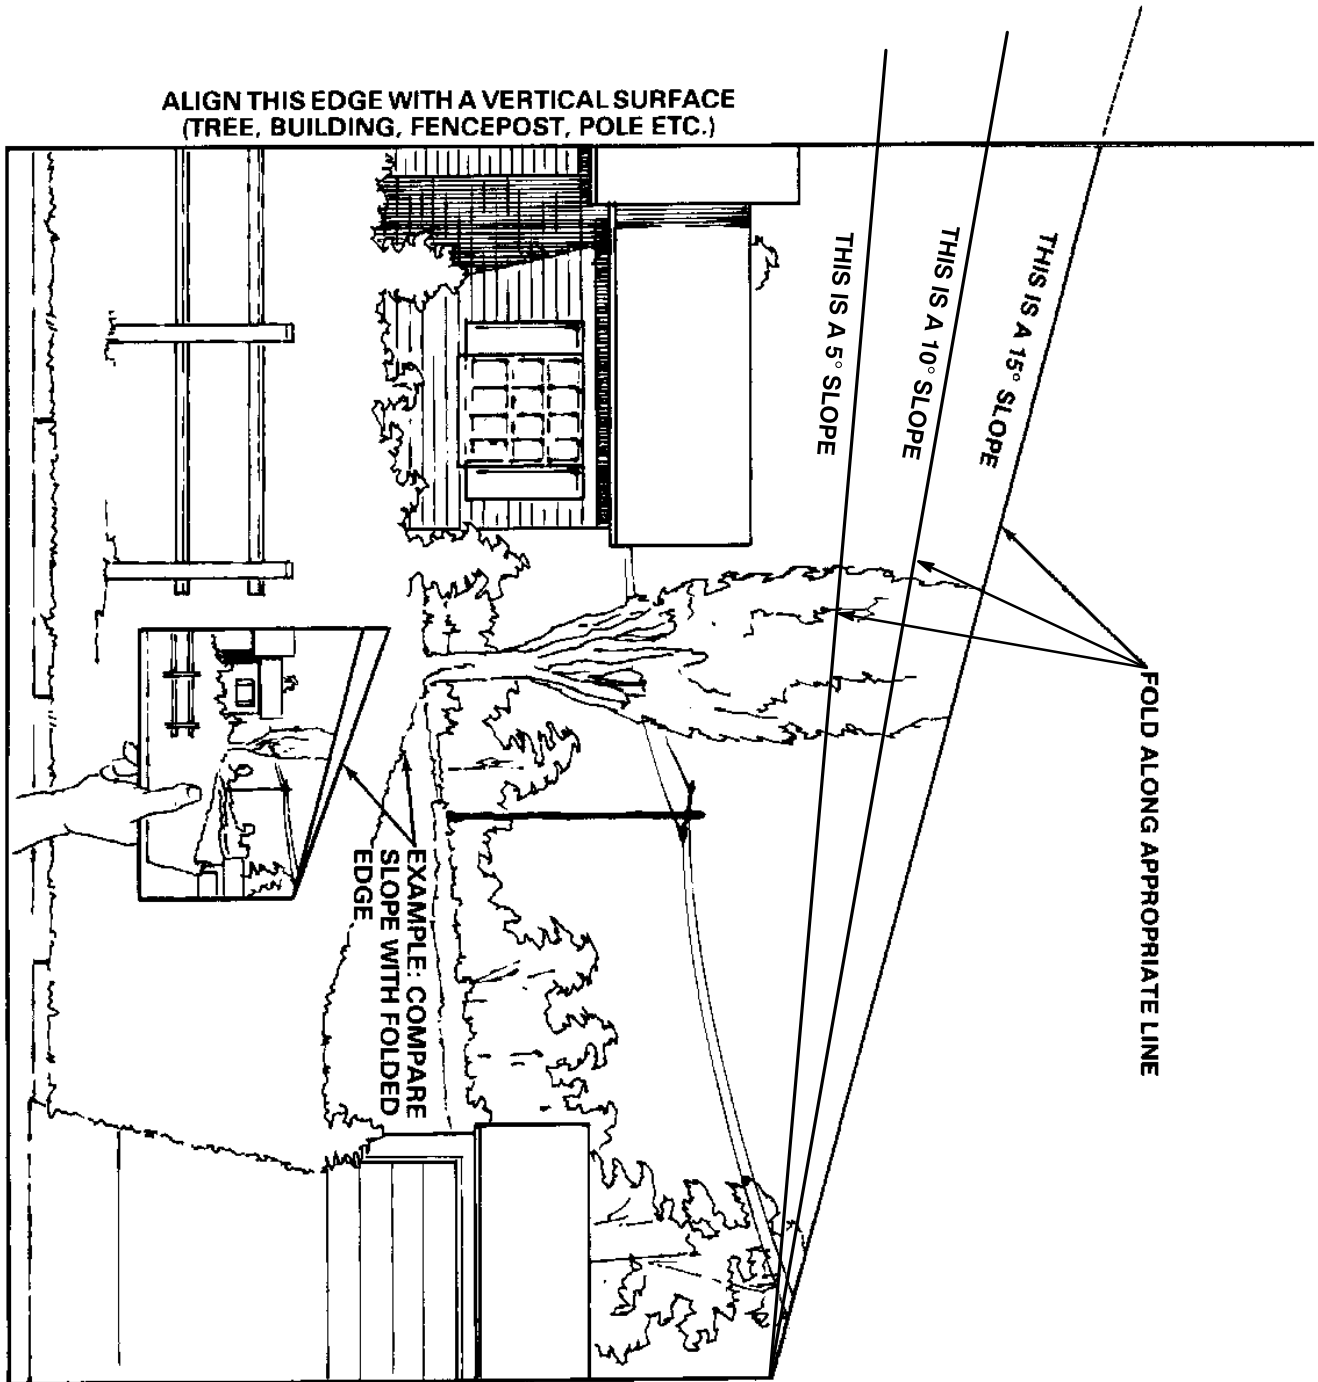 ALIGN THIS EDGE WITH A VERTICAL SURFACE
(TREE, BUILDING, FENCEPOST, POLE ETC.)
THIS IS A 5° SLOPE
THIS IS A 10° SLOPE
THIS IS A 15° SLOPE
FOLD ALONG APPROPRIATE LINE
EXAMPLE: COMPARE
SLOPE WITH FOLDED
EDGE